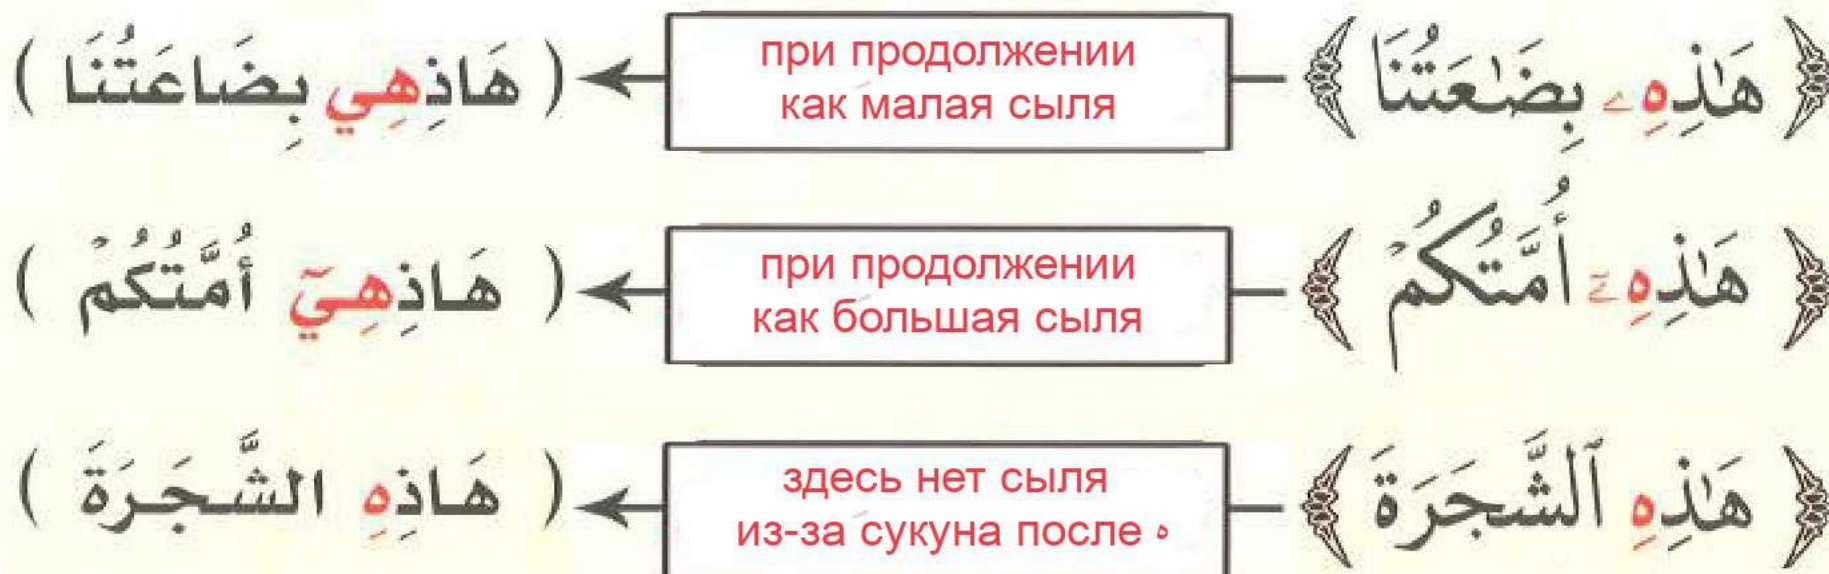 ﴿ هَٰذِهِۦ بِضَٰعَتُنَا ﴾ при продолжении ( هَاذِهِي بِضَاعَتُنَا )
как малая сыля
﴿ هَٰذِهِۦٓ أُمَّتُكُمْ ﴾ при продолжении ( هَاذِهِيٓ أُمَّتُكُمْ )
как большая сыля
﴿ هَٰذِهِ ٱلشَّجَرَةَ ﴾ здесь нет сыля ( هَاذِهِ الشَّجَرَةَ )
из-за сукуна после ه